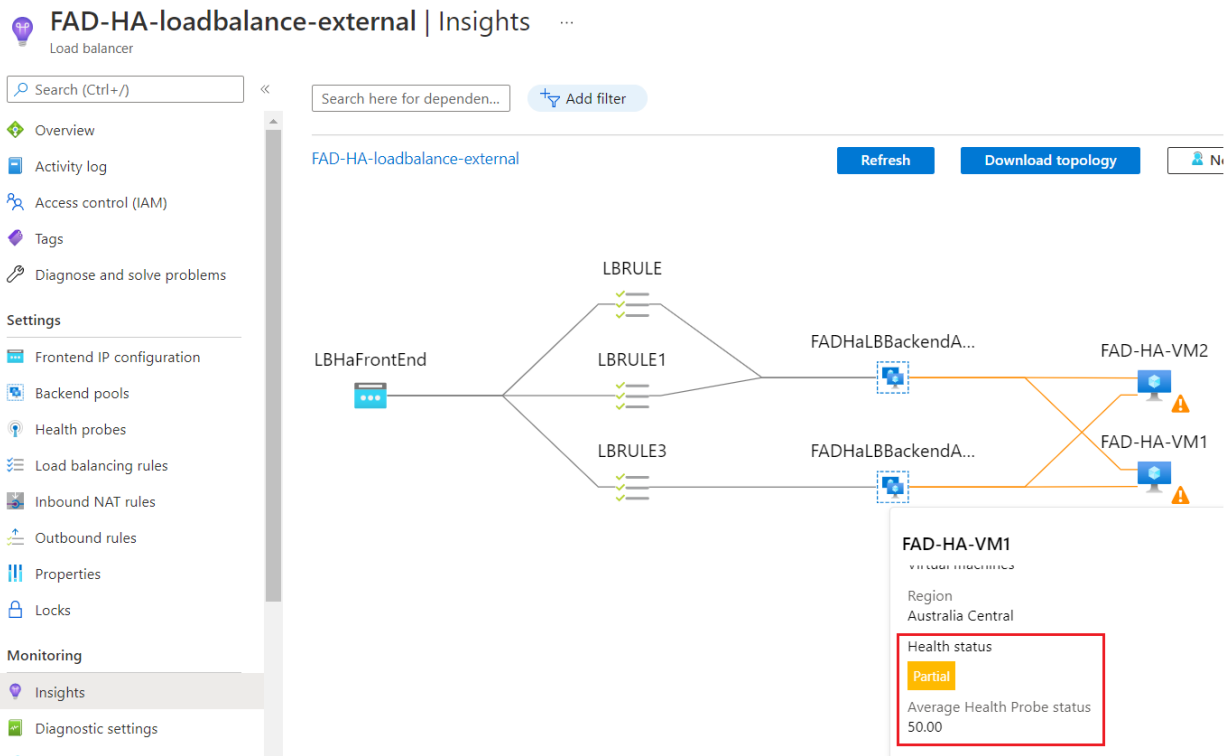 FAD-HA-loadbalance-external | Insights ...
Load balancer
Search (Ctrl+/)
«
Overview
Activity log
Access control (IAM)
Tags
Diagnose and solve problems
Settings
Frontend IP configuration
Backend pools
Health probes
Load balancing rules
Inbound NAT rules
Outbound rules
Properties
Locks
Monitoring
Insights
Diagnostic settings
Search here for dependen...
Add filter
FAD-HA-loadbalance-external
Refresh
Download topology
LBRULE
LBHaFrontEnd
LBRULE1
LBRULE3
FADHaLBBackendA...
FADHaLBBackendA...
FAD-HA-VM2
FAD-HA-VM1
FAD-HA-VM1
Virtual machines
Region
Australia Central
Health status
Partial
Average Health Probe status
50.00